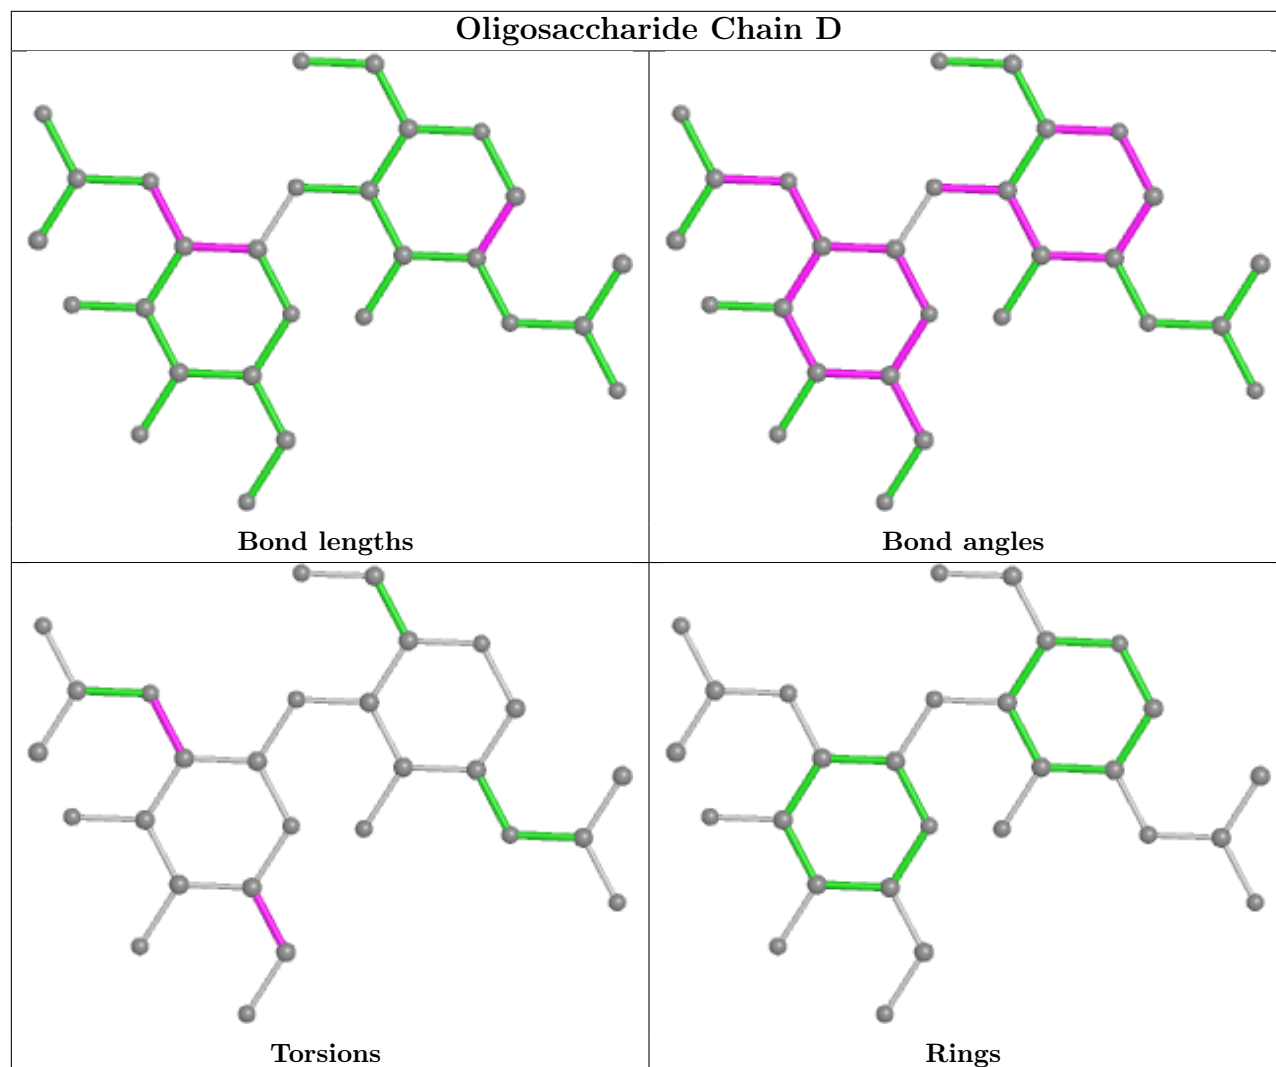 Oligosaccharide Chain D
Bond lengths
Bond angles
Torsions
Rings